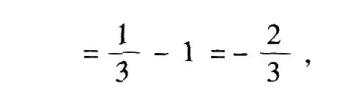 = 1/3 - 1 = - 2/3 ,